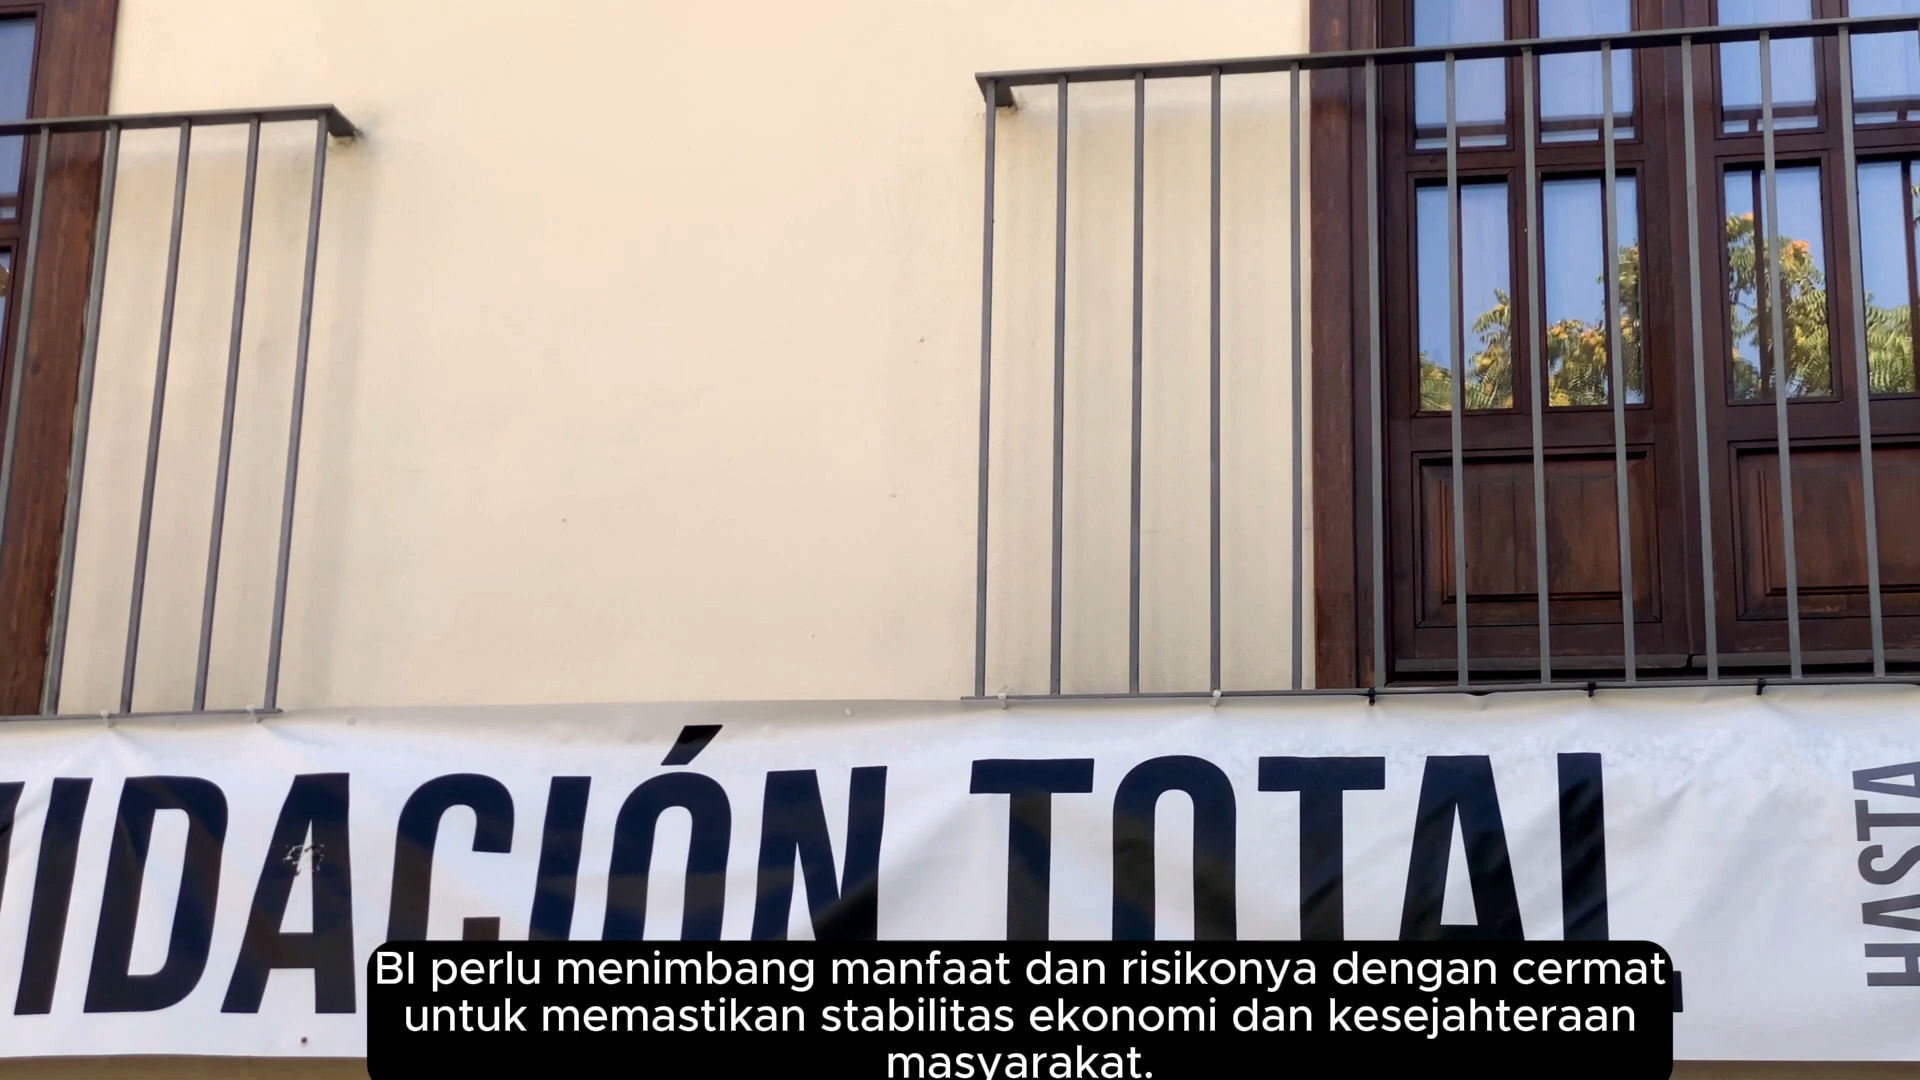 IDACIÓN TOTAL
HASTA
BI perlu menimbang manfaat dan risikonya dengan cermat
untuk memastikan stabilitas ekonomi dan kesejahteraan
masyarakat.